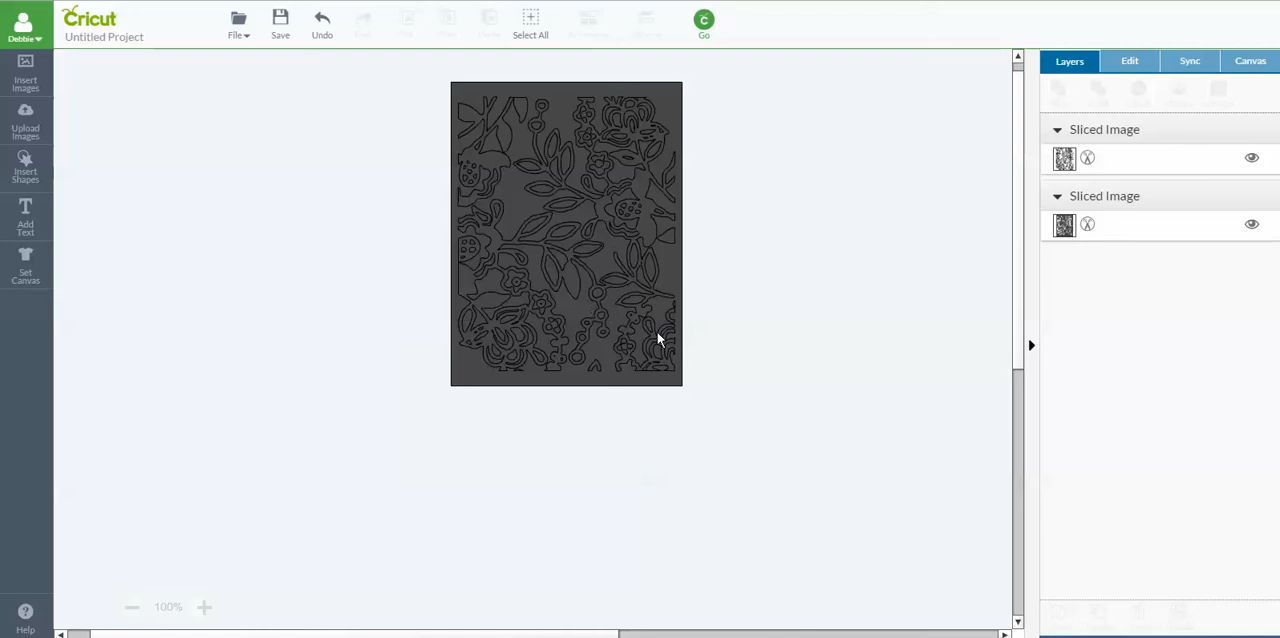 Cricut
Untitled Project
Debbie
File
Save
Undo
Select All
C
Go
Insert
Images
Upload
Images
Insert
Shapes
Add
Text
Set
Canvas
Help
100%
Layers
Edit
Sync
Canvas
Sliced Image
Sliced Image